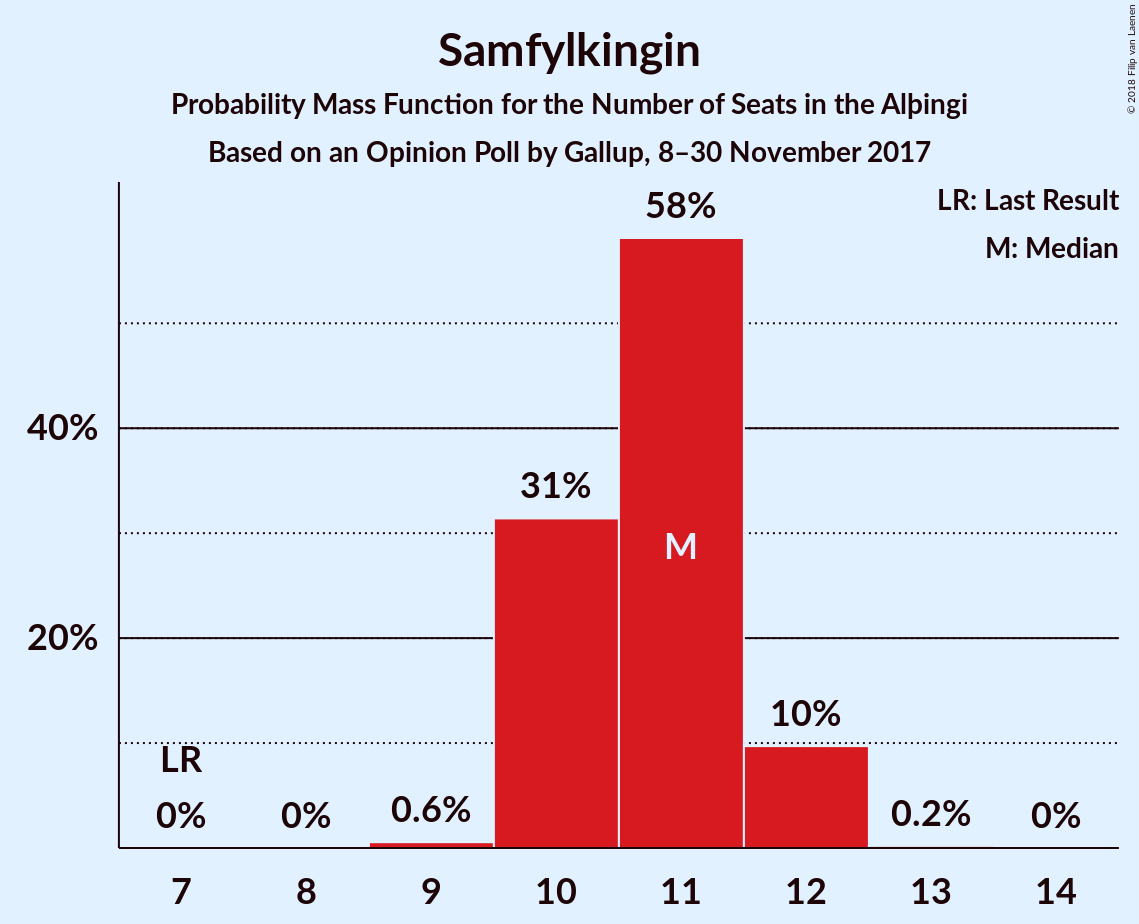 Samfylkingin
Probability Mass Function for the Number of Seats in the Alþingi
Based on an Opinion Poll by Gallup, 8–30 November 2017
© 2018 Filip van Laenen
LR: Last Result
M: Median
58%
40%
31%
M
20%
10%
LR
0%
0%
0.6%
0.2%
0%
7
8
9
10
11
12
13
14